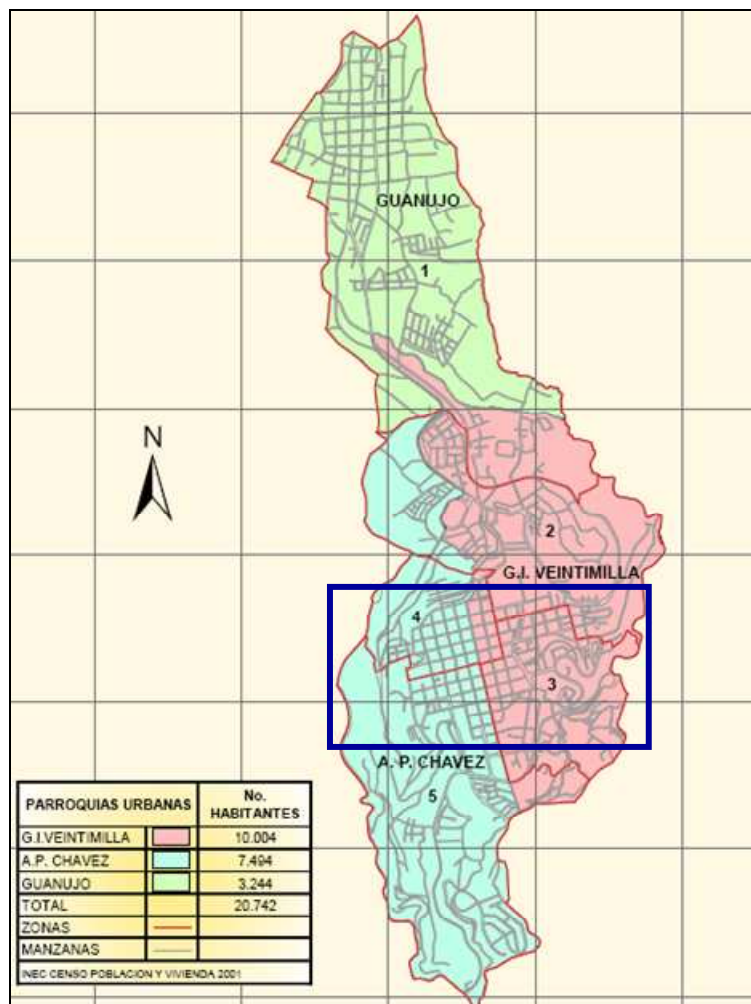 GUANUJO
1
N
2
G.I. VEINTIMILLA
4
3
A. P. CHAVEZ
5
PARROQUIAS URBANAS No. HABITANTES
G.I.VEINTIMILLA 10.004
A.P. CHAVEZ 7.494
GUANUJO 3.244
TOTAL 20.742
ZONAS
MANZANAS
INEC CENSO POBLACION Y VIVIENDA 2001